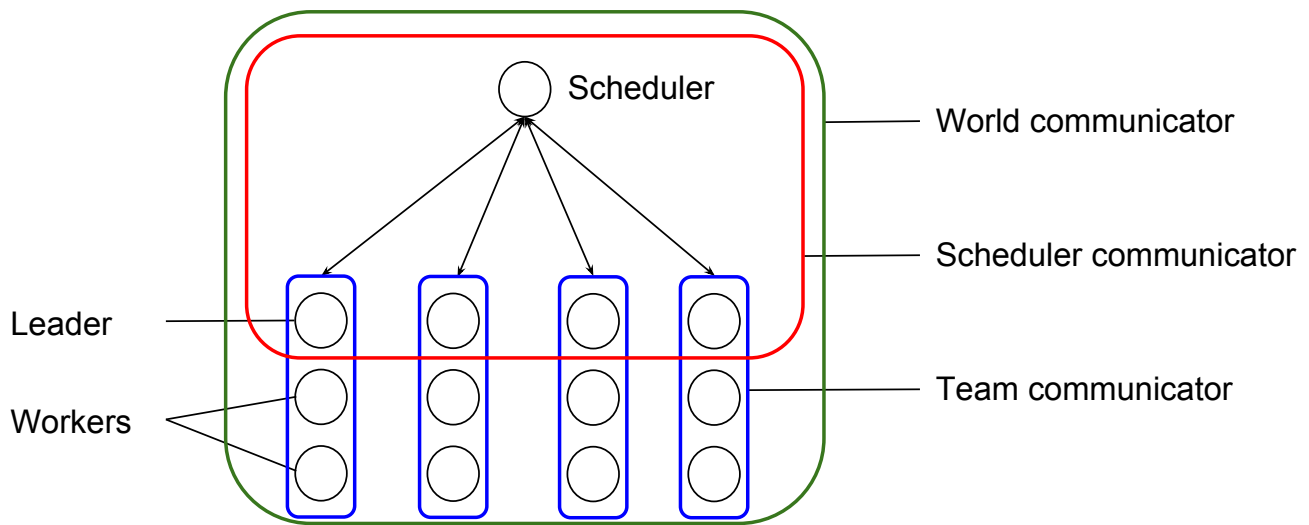 Scheduler
World communicator
Scheduler communicator
Leader
Team communicator
Workers